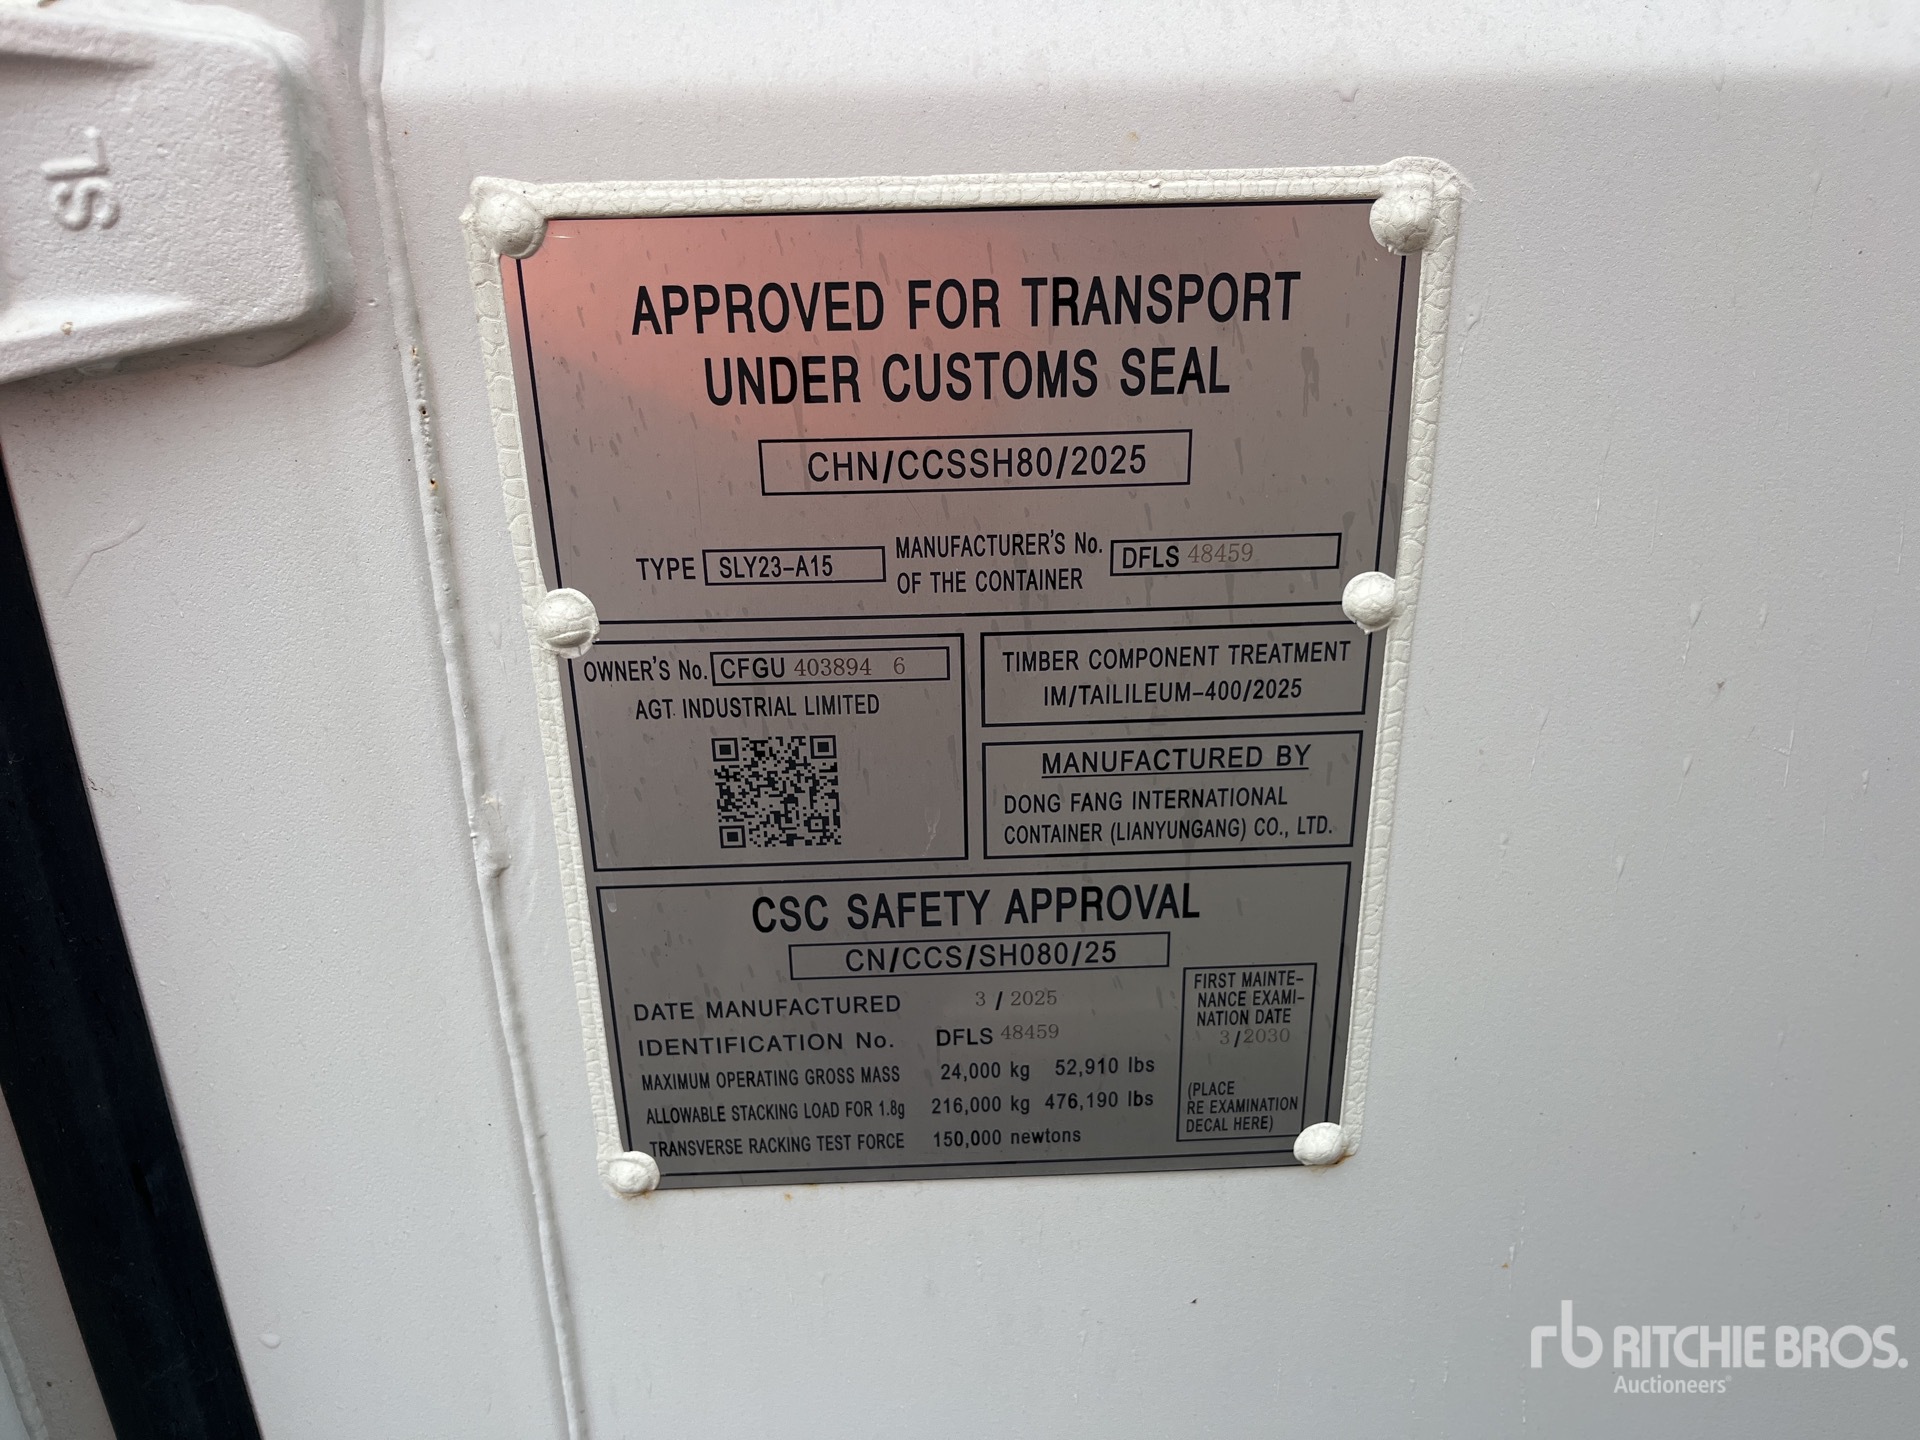 SL
APPROVED FOR TRANSPORT
UNDER CUSTOMS SEAL
CHN/CCSSH80/2025
TYPE SLY23-A15 MANUFACTURER'S No. OF THE CONTAINER DFLS 48459
OWNER'S No. CFGU 403894 6
AGT INDUSTRIAL LIMITED
TIMBER COMPONENT TREATMENT
IM/TAILILEUM-400/2025
MANUFACTURED BY
DONG FANG INTERNATIONAL
CONTAINER (LIANYUNGANG) CO., LTD.
CSC SAFETY APPROVAL
CN/CCS/SH080/25
DATE MANUFACTURED 3 / 2025
IDENTIFICATION No. DFLS 48459
MAXIMUM OPERATING GROSS MASS 24,000 kg 52,910 lbs
ALLOWABLE STACKING LOAD FOR 1.8g 216,000 kg 476,190 lbs
TRANSVERSE RACKING TEST FORCE 150,000 newtons
FIRST MAINTE-
NANCE EXAMI-
NATION DATE
3/2030
(PLACE
RE EXAMINATION
DECAL HERE)
rb RITCHIE BROS.
Auctioneers